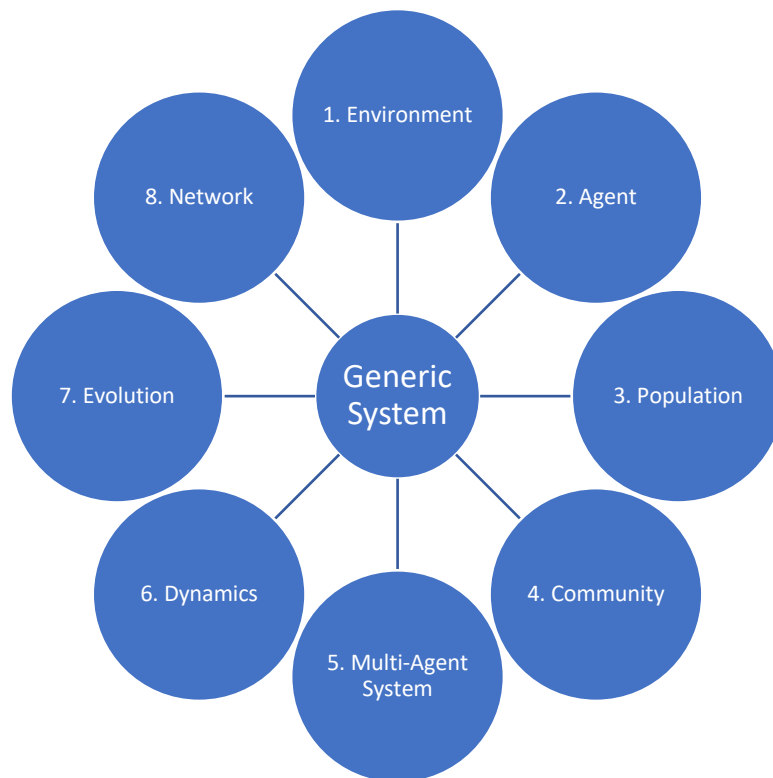 1. Environment
2. Agent
3. Population
4. Community
5. Multi-Agent
System
6. Dynamics
7. Evolution
8. Network
Generic
System